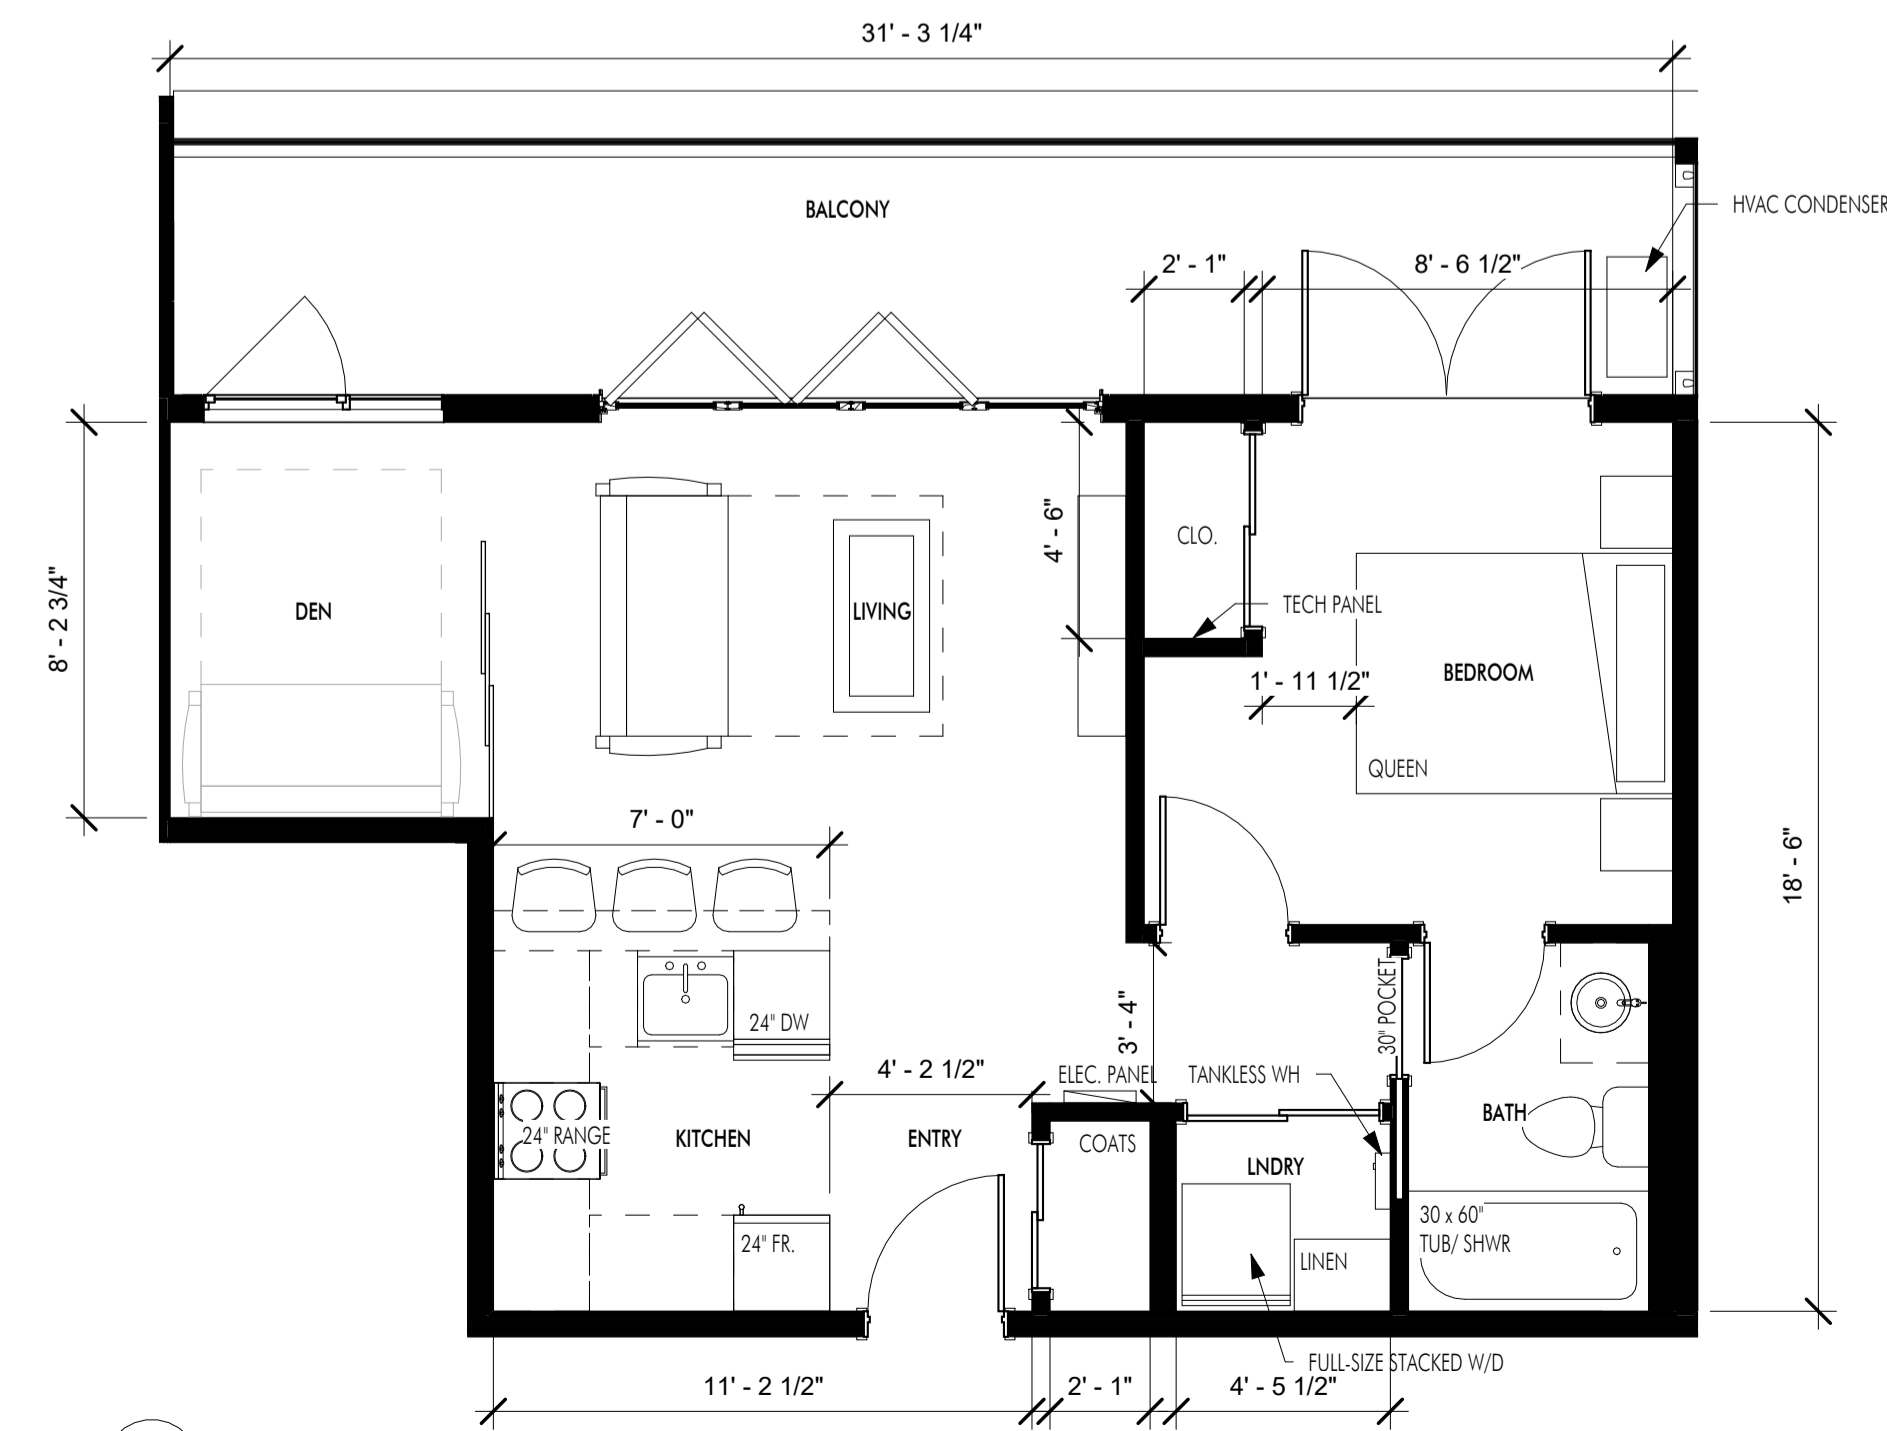 31' - 3 1/4"
BALCONY
HVAC CONDENSER
2' - 1"
8' - 6 1/2"
4' - 6"
CLO.
8' - 2 3/4"
DEN
LIVING
TECH PANEL
BEDROOM
1' - 11 1/2"
QUEEN
7' - 0"
18' - 6"
30" POCKET
24" DW
3' - 4"
4' - 2 1/2"
ELEC. PANEL
TANKLESS WH
24" RANGE
KITCHEN
ENTRY
COATS
BATH
LNDRY
30 x 60"
TUB/ SHWR
24" FR.
LINEN
FULL-SIZE STACKED W/D
11' - 2 1/2"
2' - 1"
4' - 5 1/2"